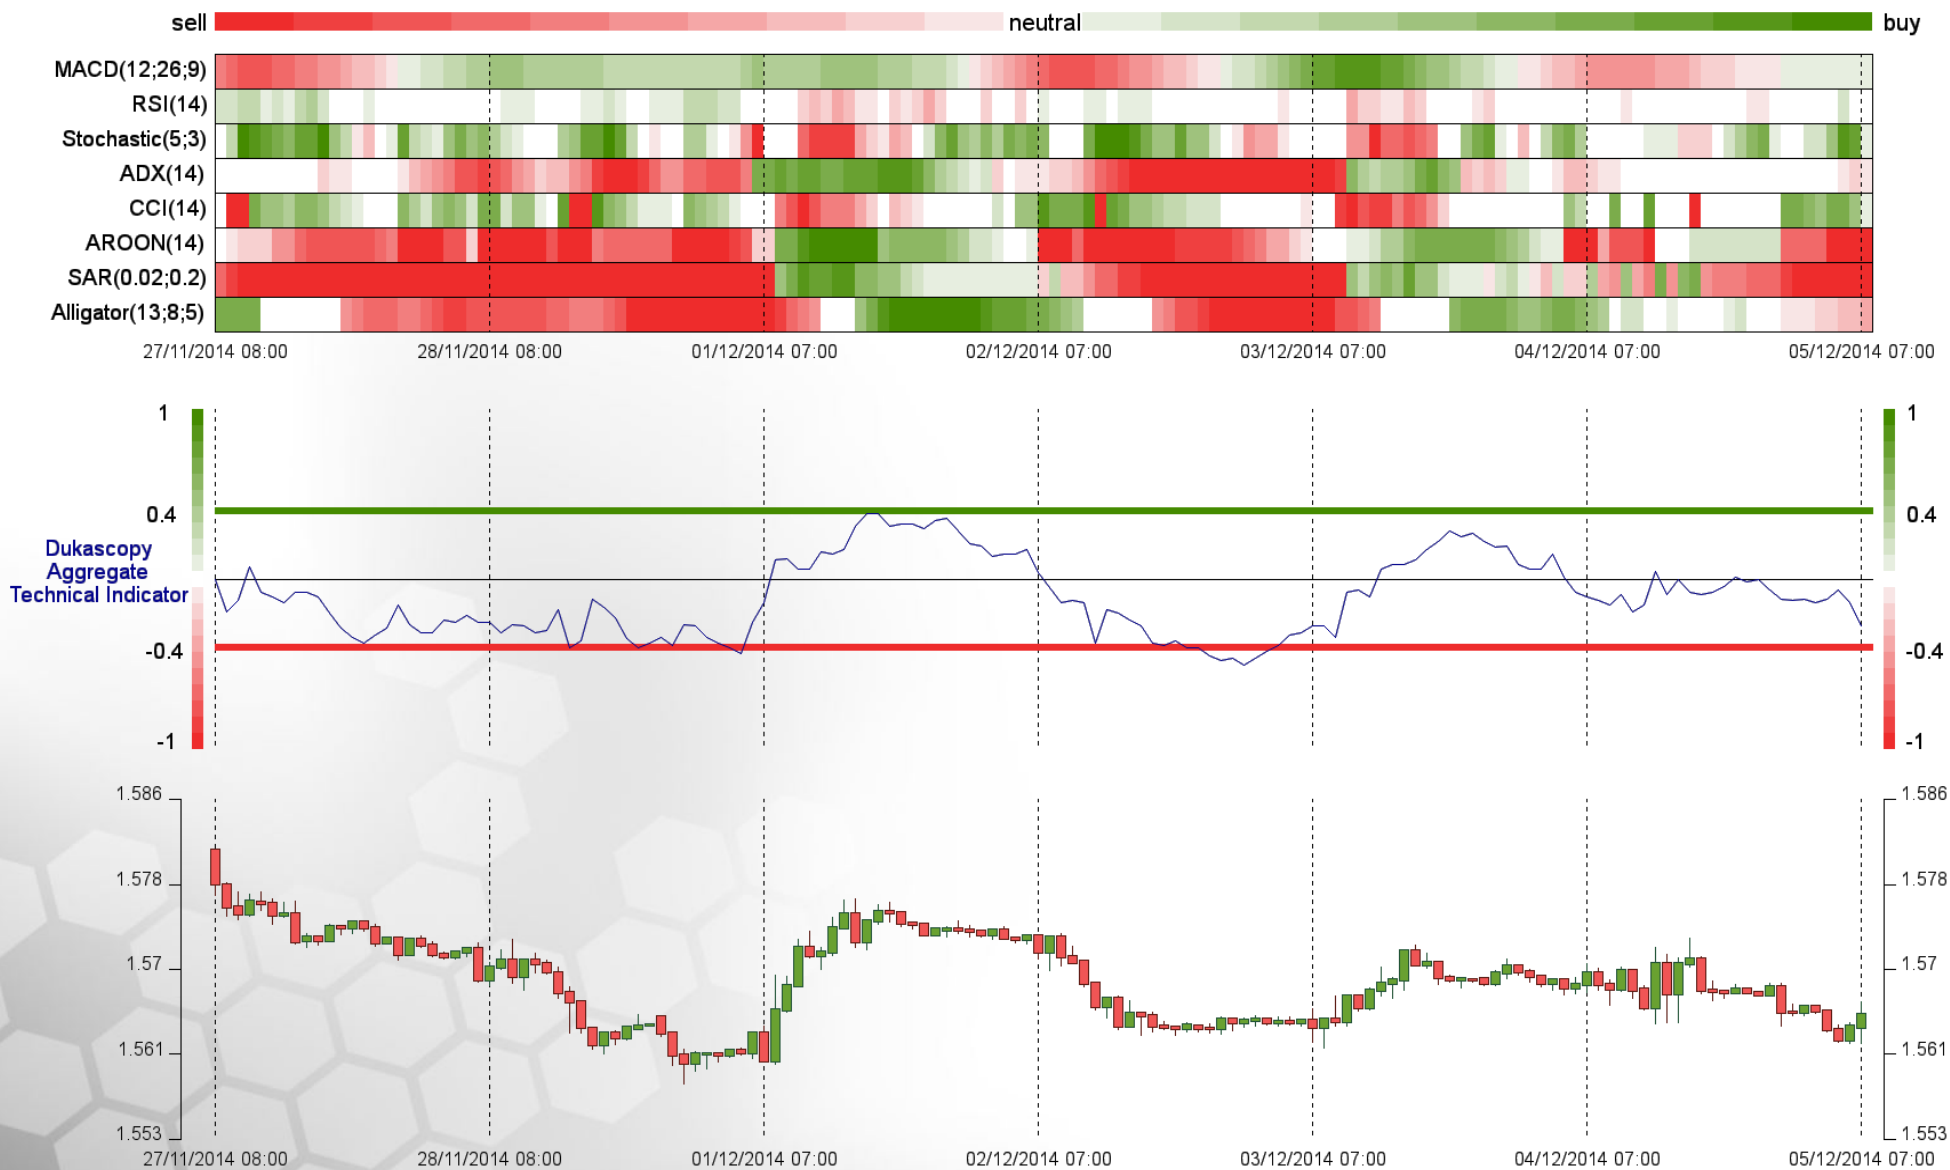 sell neutral buy
MACD(12;26;9)
RSI(14)
Stochastic(5;3)
ADX(14)
CCI(14)
AROON(14)
SAR(0.02;0.2)
Alligator(13;8;5)
27/11/2014 08:00 28/11/2014 08:00 01/12/2014 07:00 02/12/2014 07:00 03/12/2014 07:00 04/12/2014 07:00 05/12/2014 07:00
1 1
0.4 0.4
Dukascopy
Aggregate
Technical Indicator
-0.4 -0.4
-1 -1
1.586 1.586
1.578 1.578
1.57 1.57
1.561 1.561
1.553 1.553
27/11/2014 08:00 28/11/2014 08:00 01/12/2014 07:00 02/12/2014 07:00 03/12/2014 07:00 04/12/2014 07:00 05/12/2014 07:00